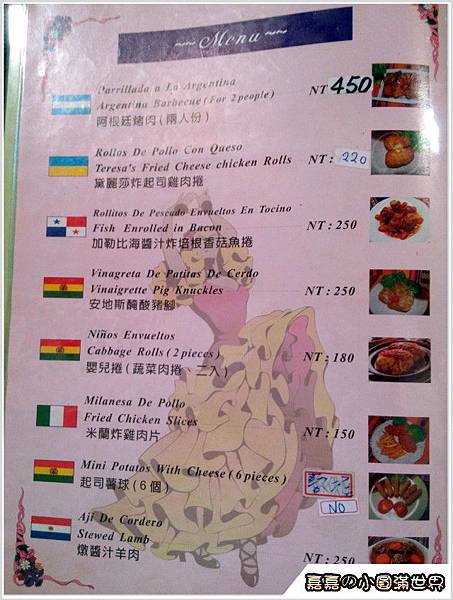 ~~ Menu ~~
Parrillada a La Argentina
Argentina Barbecue (For 2 people)
阿根廷烤肉 (兩人份)
NT 450
Rollos De Pollo Con Queso
Teresa's Fried Cheese chicken Rolls
黛麗莎炸起司雞肉捲
NT : 220
Rollitos De Pescado Envueltos En Tocino
Fish Enrolled in Bacon
加勒比海醬汁炸培根香菇魚捲
NT : 250
Vinagreta De Patitas De Cerdo
Vinaigrette Pig Knuckles
安地斯醃酸豬腳
NT : 250
Niños Envueltos
Cabbage Rolls (2 pieces)
嬰兒捲 (蔬菜肉捲、二入)
NT : 180
Milanesa De Pollo
Fried Chicken Slices
米蘭炸雞肉片
NT : 150
Mini Potatos With Cheese (6 pieces)
起司薯球 (6個)
NO
Aji De Cordero
Stewed Lamb
燉醬汁羊肉
NT : 250
嘉嘉の小圓滿世界